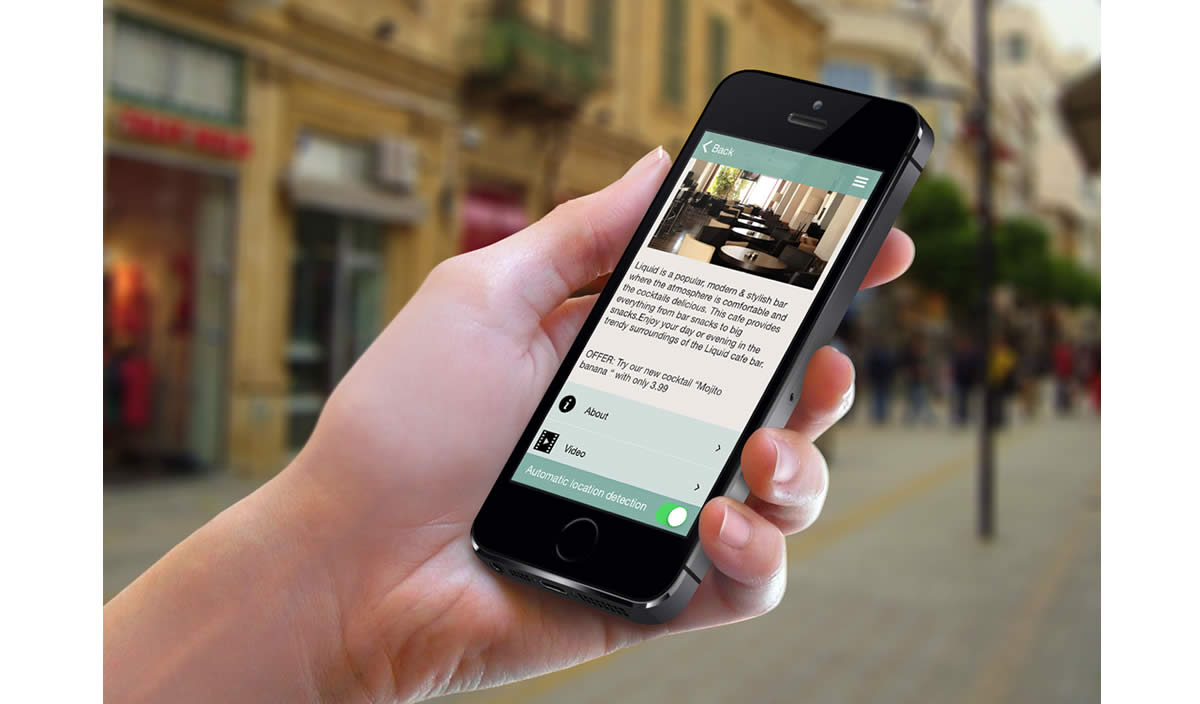 Back
Liquid is a popular, modern & stylish bar
where the atmosphere is comfortable and
the cocktails delicious. This cafe provides
everything from bar snacks to big
snacks.Enjoy your day or evening in the
trendy surroundings of the Liquid cafe bar.
OFFER: Try our new cocktail "Mojito
banana " with only 3.99
About
Video
Automatic location detection